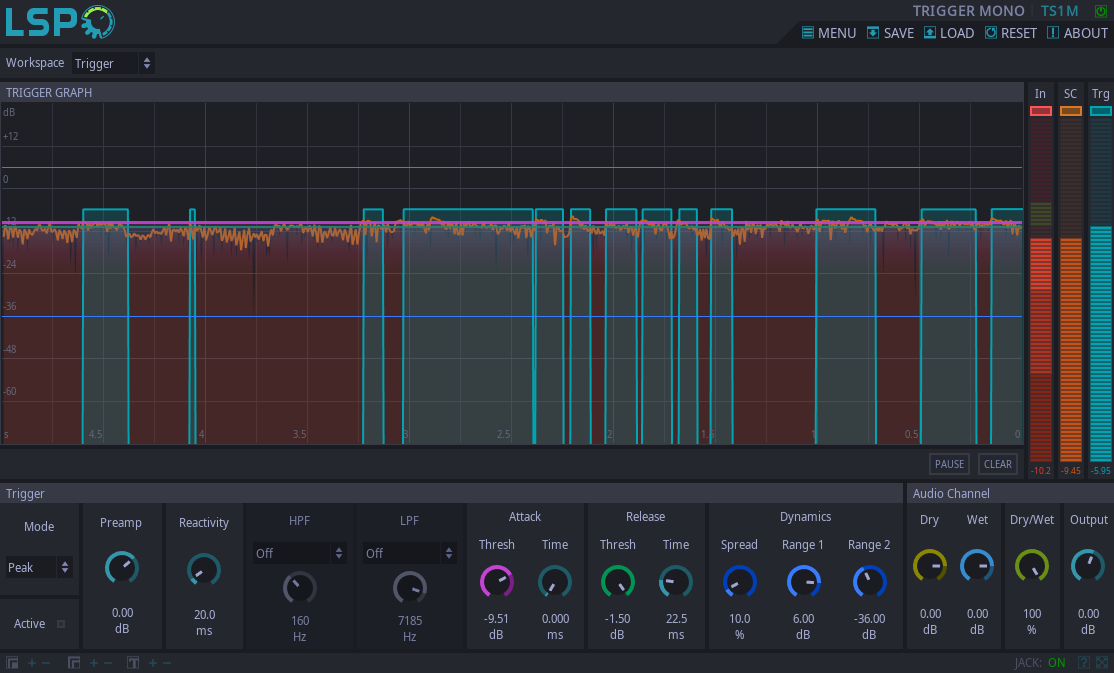 LSP
TRIGGER MONO TS1M
MENU SAVE LOAD RESET ABOUT
Workspace Trigger
TRIGGER GRAPH
In SC Trg
dB
+12
0
-12
-24
-36
-48
-60
s 4.5 4 3.5 3 2.5 2 1.5 1 0.5 0
PAUSE CLEAR
-10.2 -9.45 -5.95
Trigger
Audio Channel
Mode Preamp Reactivity HPF LPF Attack Release Dynamics Dry Wet Dry/Wet Output
Thresh Time Thresh Time Spread Range 1 Range 2
Peak Off Off
0.00 dB 20.0 ms 160 Hz 7185 Hz -9.51 dB 0.000 ms -1.50 dB 22.5 ms 10.0 % 6.00 dB -36.00 dB 0.00 dB 0.00 dB 100 % 0.00 dB
Active
JACK: ON